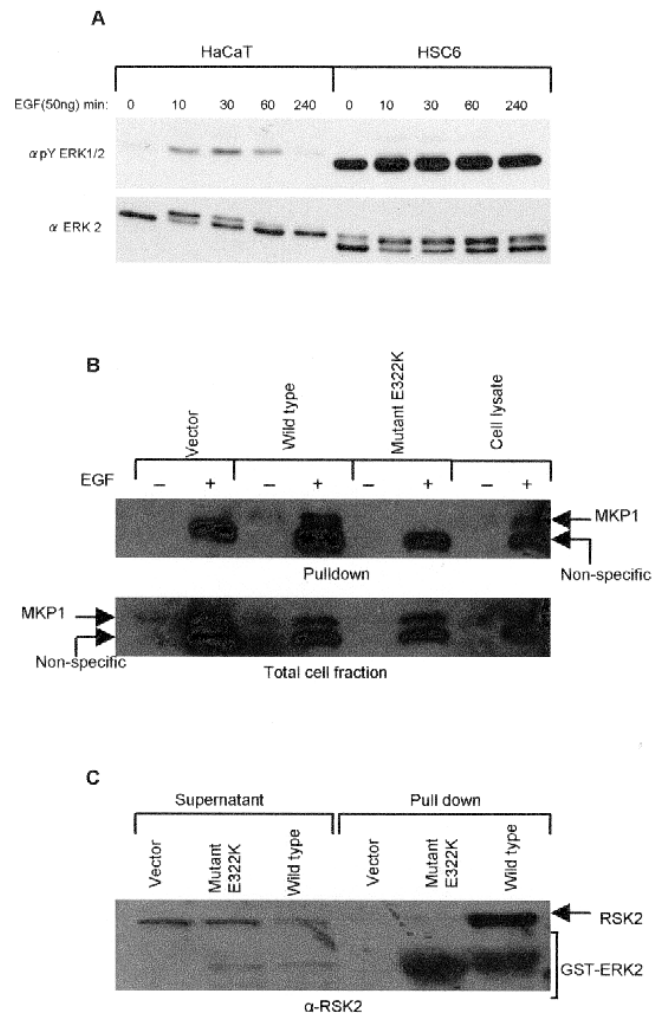 A
HaCaT HSC6
EGF(50ng) min: 0 10 30 60 240 0 10 30 60 240
αpY ERK1/2
α ERK 2
B
Vector Wild type Mutant E322K Cell lysate
EGF – + – + – + – +
MKP1
Pulldown Non-specific
MKP1
Non-specific
Total cell fraction
C
Supernatant Pull down
Vector Mutant E322K Wild type Vector Mutant E322K Wild type
RSK2
GST-ERK2
α-RSK2